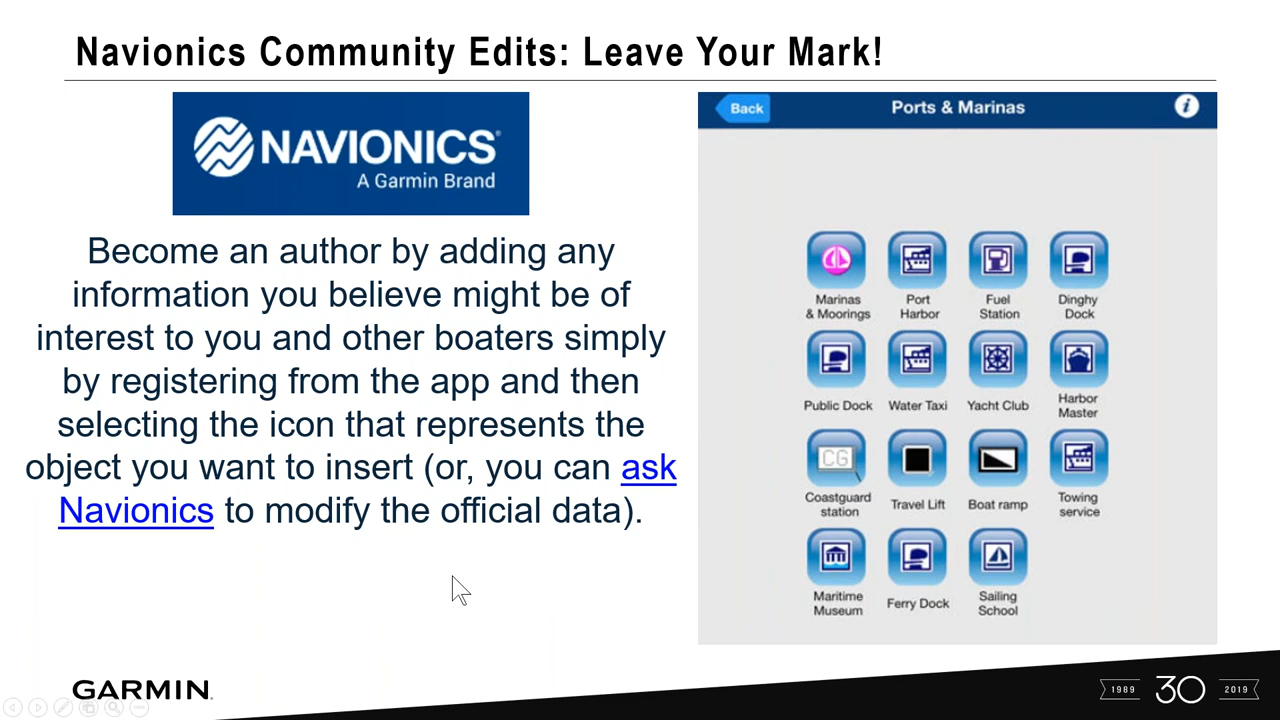 Navionics Community Edits: Leave Your Mark!
NAVIONICS®
A Garmin Brand
Become an author by adding any
information you believe might be of
interest to you and other boaters simply
by registering from the app and then
selecting the icon that represents the
object you want to insert (or, you can ask
Navionics to modify the official data).
Back
Ports & Marinas
i
Marinas
& Moorings
Port
Harbor
Fuel
Station
Dinghy
Dock
Public Dock
Water Taxi
Yacht Club
Harbor
Master
CG
Coastguard
station
Travel Lift
Boat ramp
Towing
service
Maritime
Museum
Ferry Dock
Sailing
School
GARMIN.
1989
30
2019